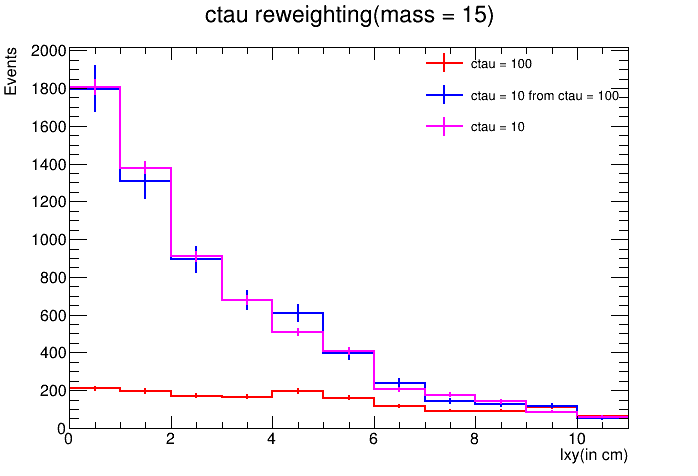 ctau reweighting(mass = 15)
Events
2000
1800
1600
1400
1200
1000
800
600
400
200
0
ctau = 100
ctau = 10 from ctau = 100
ctau = 10
0 2 4 6 8 10
lxy(in cm)